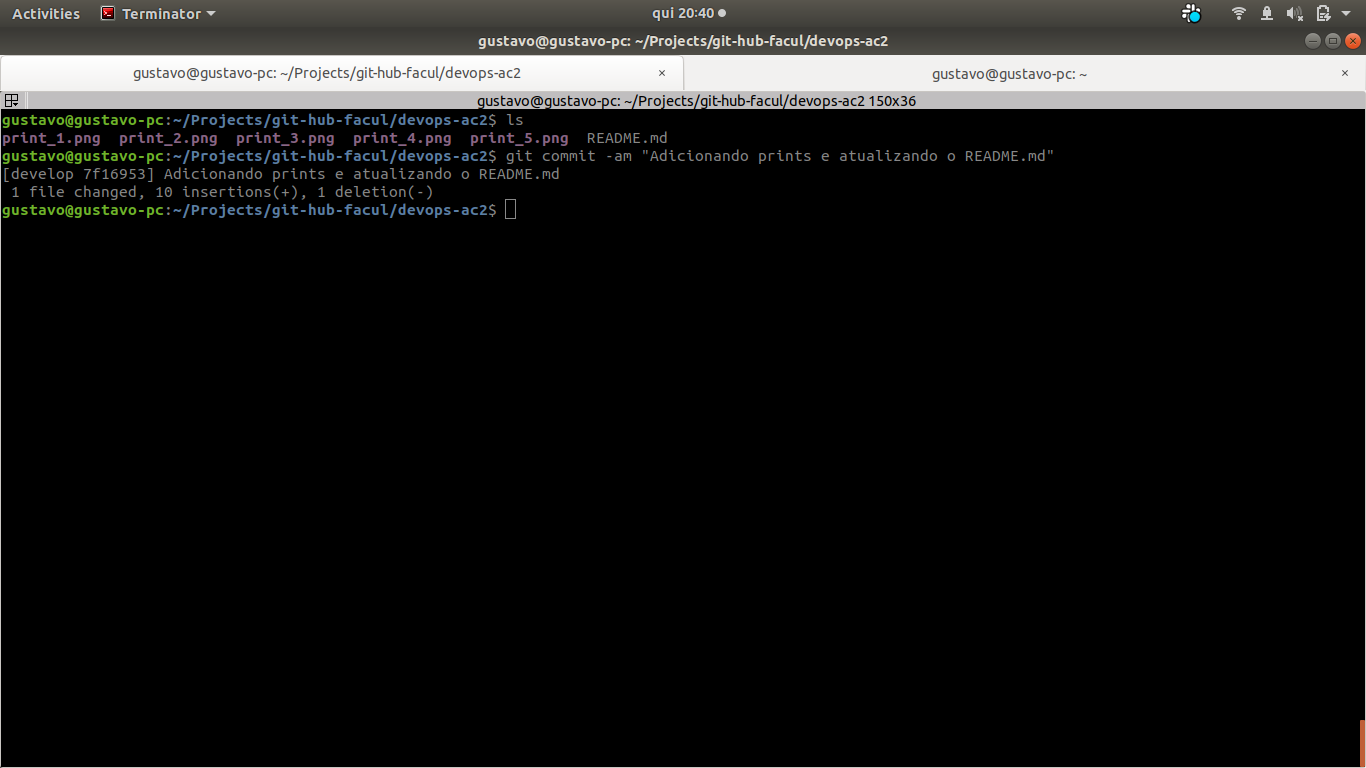 Activities Terminator qui 20:40
gustavo@gustavo-pc: ~/Projects/git-hub-facul/devops-ac2
gustavo@gustavo-pc: ~/Projects/git-hub-facul/devops-ac2 × gustavo@gustavo-pc: ~ ×
gustavo@gustavo-pc: ~/Projects/git-hub-facul/devops-ac2 150x36
gustavo@gustavo-pc:~/Projects/git-hub-facul/devops-ac2$ ls
print_1.png  print_2.png  print_3.png  print_4.png  print_5.png  README.md
gustavo@gustavo-pc:~/Projects/git-hub-facul/devops-ac2$ git commit -am "Adicionando prints e atualizando o README.md"
[develop 7f16953] Adicionando prints e atualizando o README.md
 1 file changed, 10 insertions(+), 1 deletion(-)
gustavo@gustavo-pc:~/Projects/git-hub-facul/devops-ac2$